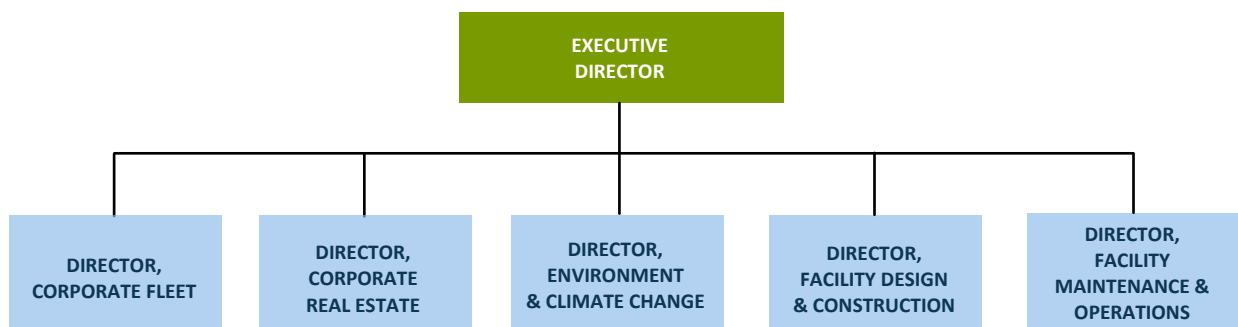 EXECUTIVE
DIRECTOR
DIRECTOR,
CORPORATE FLEET
DIRECTOR,
CORPORATE
REAL ESTATE
DIRECTOR,
ENVIRONMENT
& CLIMATE CHANGE
DIRECTOR,
FACILITY DESIGN
& CONSTRUCTION
DIRECTOR,
FACILITY
MAINTENANCE &
OPERATIONS